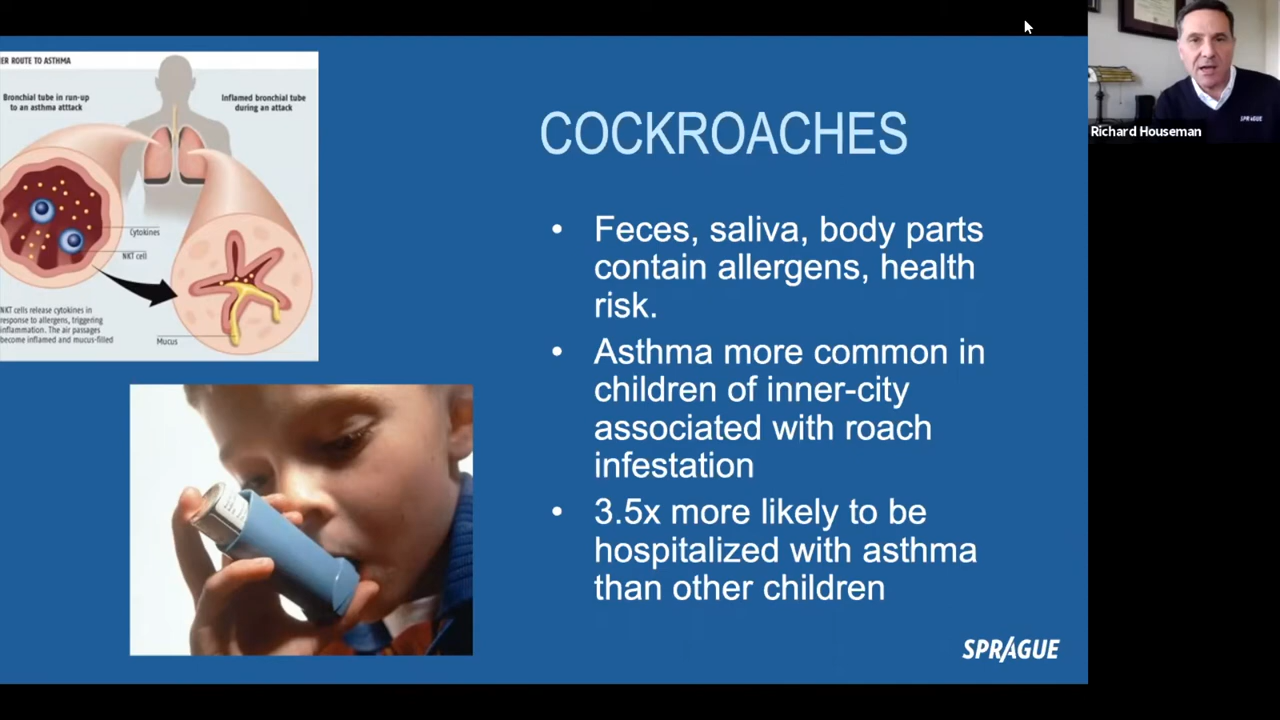 ER ROUTE TO ASTHMA
Bronchial tube in run-up
to an asthma atttack
Inflamed bronchial tube
during an attack
Cytokines
NKT cell
NKT cells release cytokines in
response to allergens, triggering
inflammation. The air passages
become inflamed and mucus-filled
Mucus
COCKROACHES
• Feces, saliva, body parts
contain allergens, health
risk.
• Asthma more common in
children of inner-city
associated with roach
infestation
• 3.5x more likely to be
hospitalized with asthma
than other children
SPRAGUE
SPRAGUE
Richard Houseman